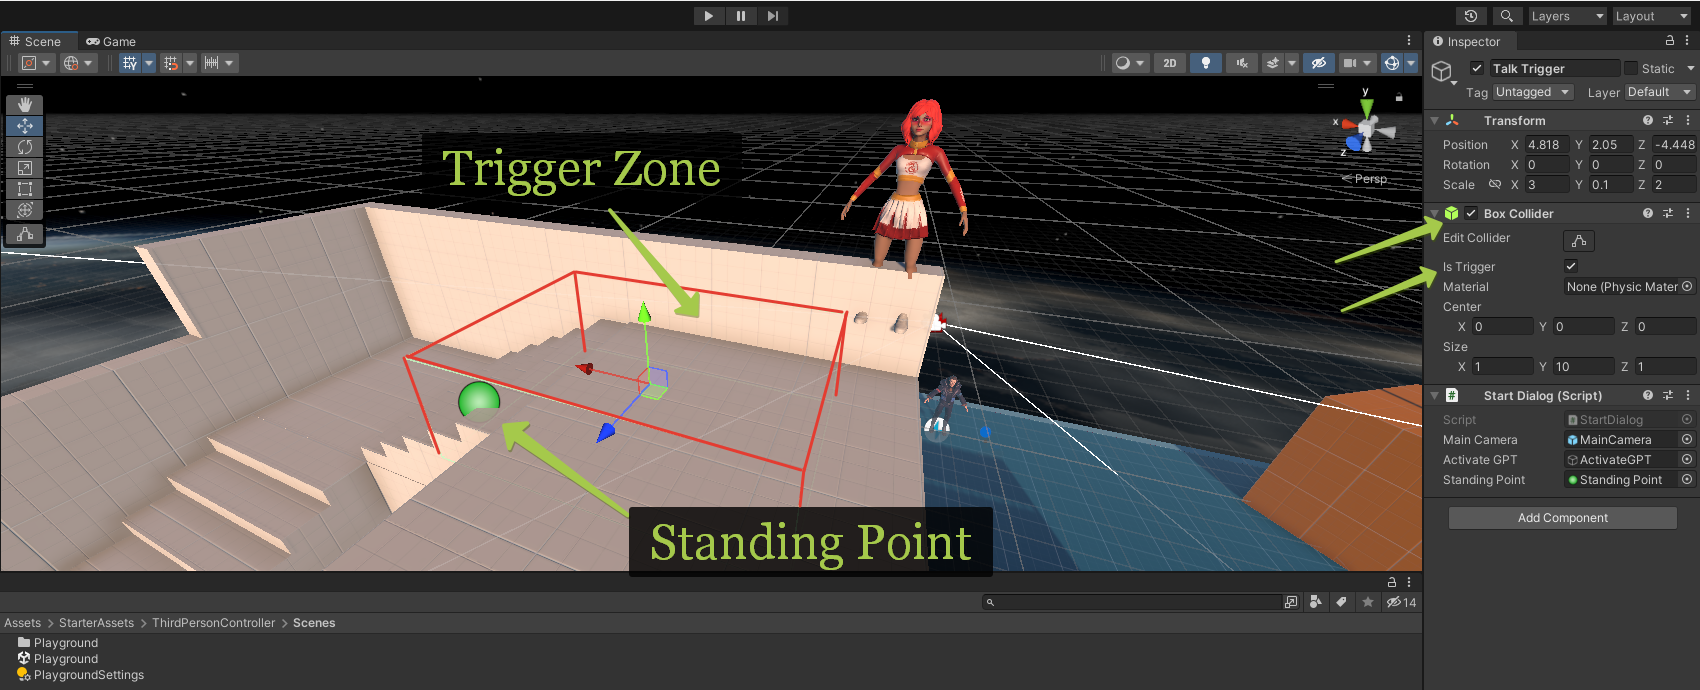 Layers
Layout
Scene
Game
Inspector
2D
Talk Trigger
Static
Tag Untagged Layer Default
Transform
Position X 4.818 Y 2.05 Z -4.448
Rotation X 0 Y 0 Z 0
Scale X 3 Y 0.1 Z 2
Box Collider
Edit Collider
Is Trigger
Material None (Physic Mater
Center
X 0 Y 0 Z 0
Size
X 1 Y 10 Z 1
Start Dialog (Script)
Script StartDialog
Main Camera MainCamera
Activate GPT ActivateGPT
Standing Point Standing Point
Add Component
y
x
z
< Persp
Trigger Zone
Standing Point
14
Assets > StarterAssets > ThirdPersonController > Scenes
Playground
Playground
PlaygroundSettings